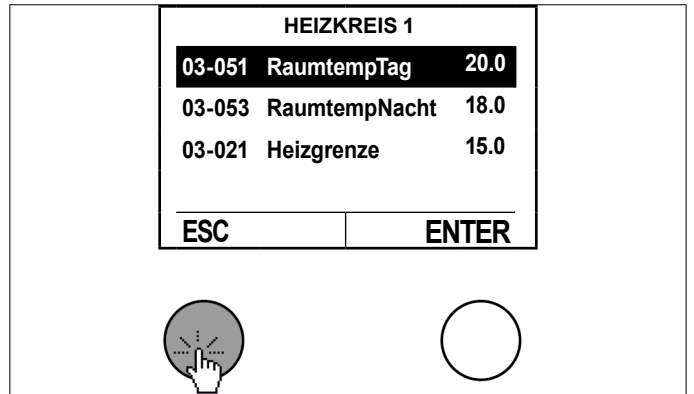 HEIZKREIS 1
03-051 RaumtempTag 20.0
03-053 RaumtempNacht 18.0
03-021 Heizgrenze 15.0
ESC ENTER